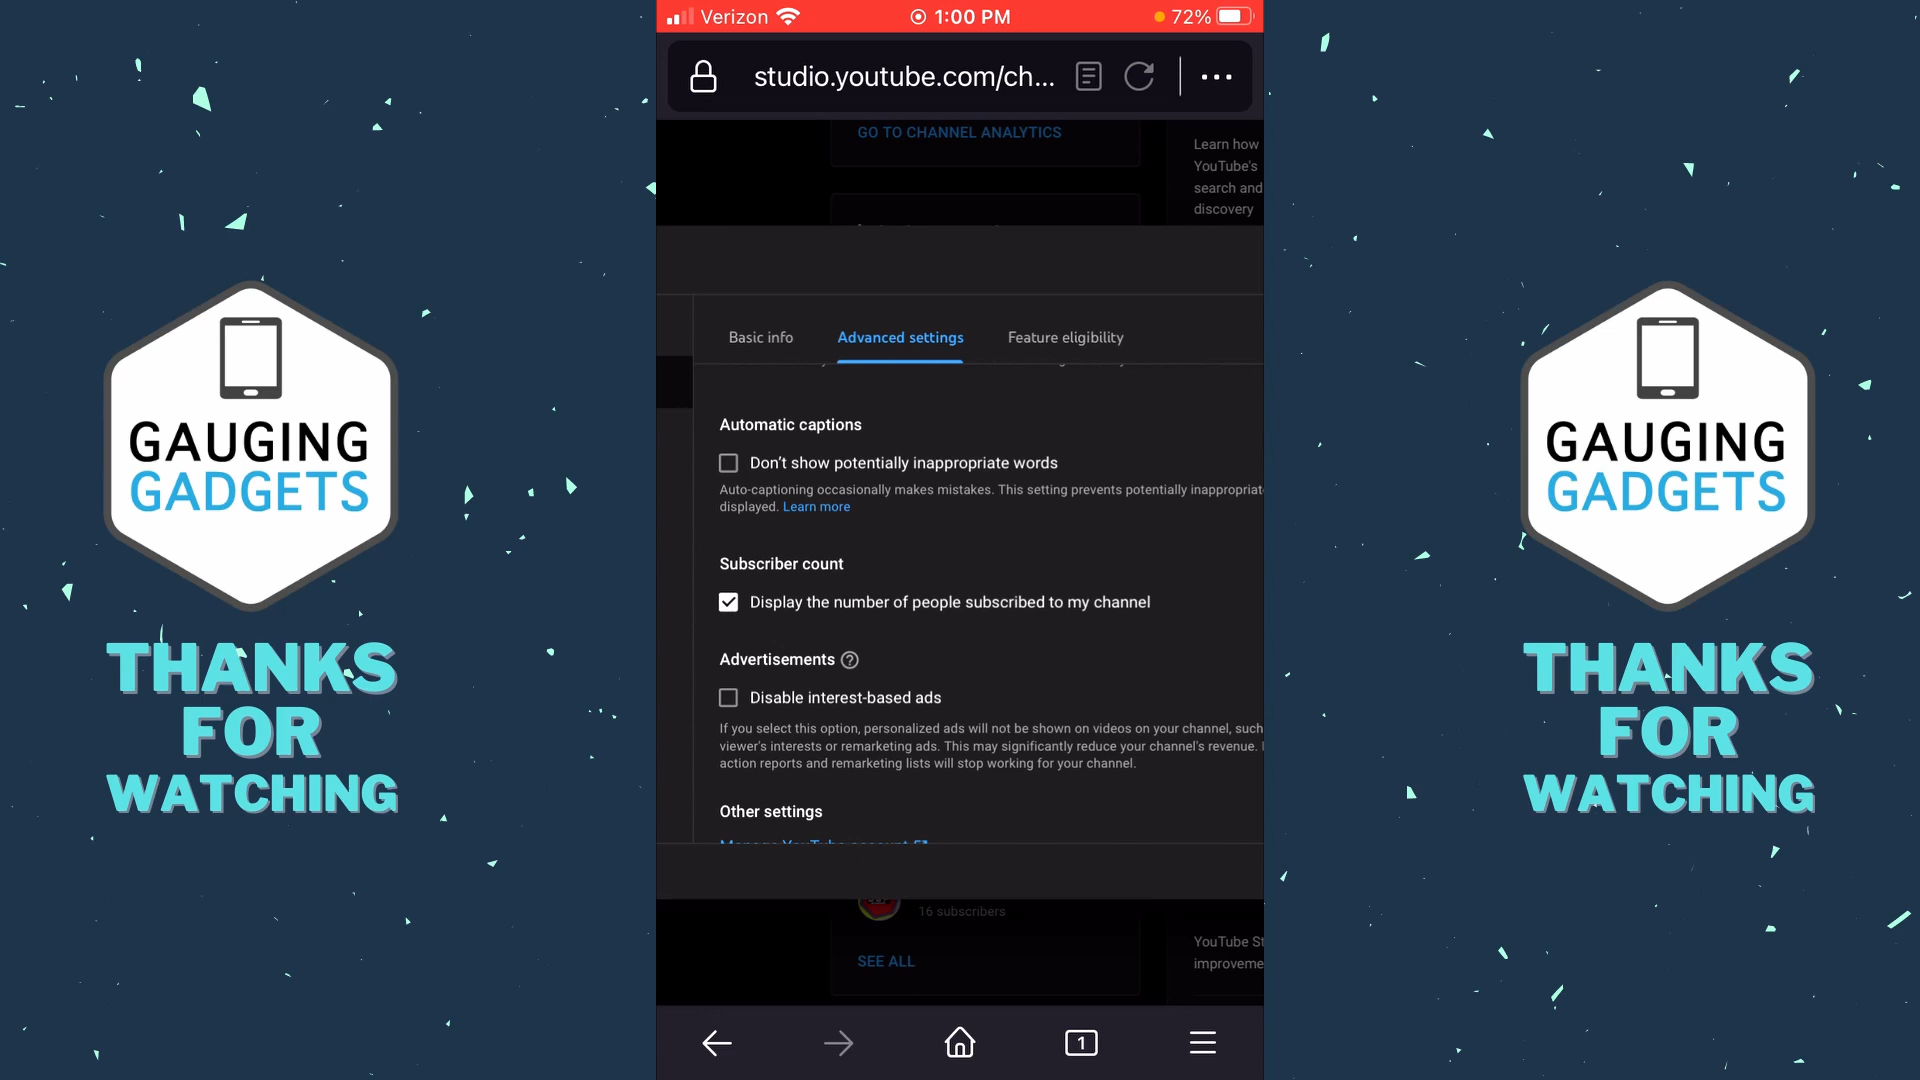 Verizon
1:00 PM
72%
studio.youtube.com/ch...
GO TO CHANNEL ANALYTICS
Learn how
YouTube's
search and
discovery
Basic info
Advanced settings
Feature eligibility
Automatic captions
Don't show potentially inappropriate words
Auto-captioning occasionally makes mistakes. This setting prevents potentially inappropriate
displayed. Learn more
Subscriber count
Display the number of people subscribed to my channel
Advertisements ?
Disable interest-based ads
If you select this option, personalized ads will not be shown on videos on your channel, such
viewer's interests or remarketing ads. This may significantly reduce your channel's revenue.
action reports and remarketing lists will stop working for your channel.
Other settings
Manage YouTube account
16 subscribers
SEE ALL
YouTube St
improveme
1
GAUGING
GADGETS
THANKS
FOR
WATCHING
GAUGING
GADGETS
THANKS
FOR
WATCHING